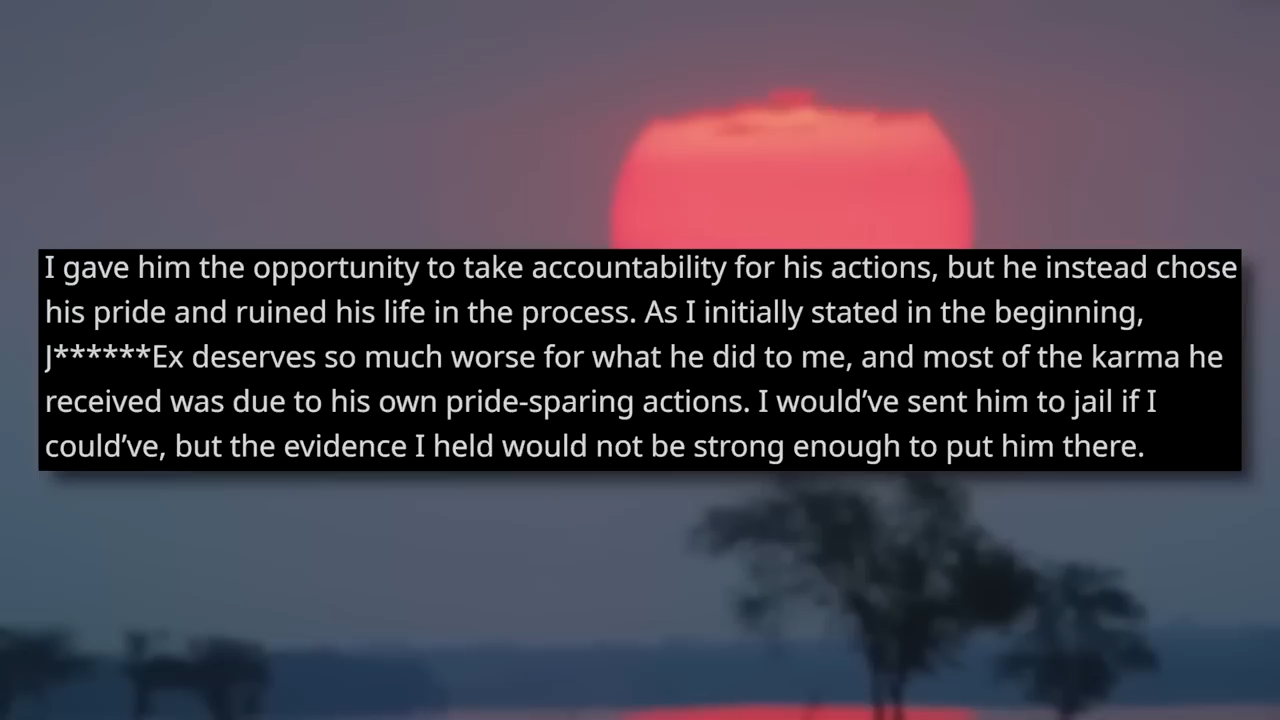 I gave him the opportunity to take accountability for his actions, but he instead chose
his pride and ruined his life in the process. As I initially stated in the beginning,
J******Ex deserves so much worse for what he did to me, and most of the karma he
received was due to his own pride-sparing actions. I would’ve sent him to jail if I
could’ve, but the evidence I held would not be strong enough to put him there.